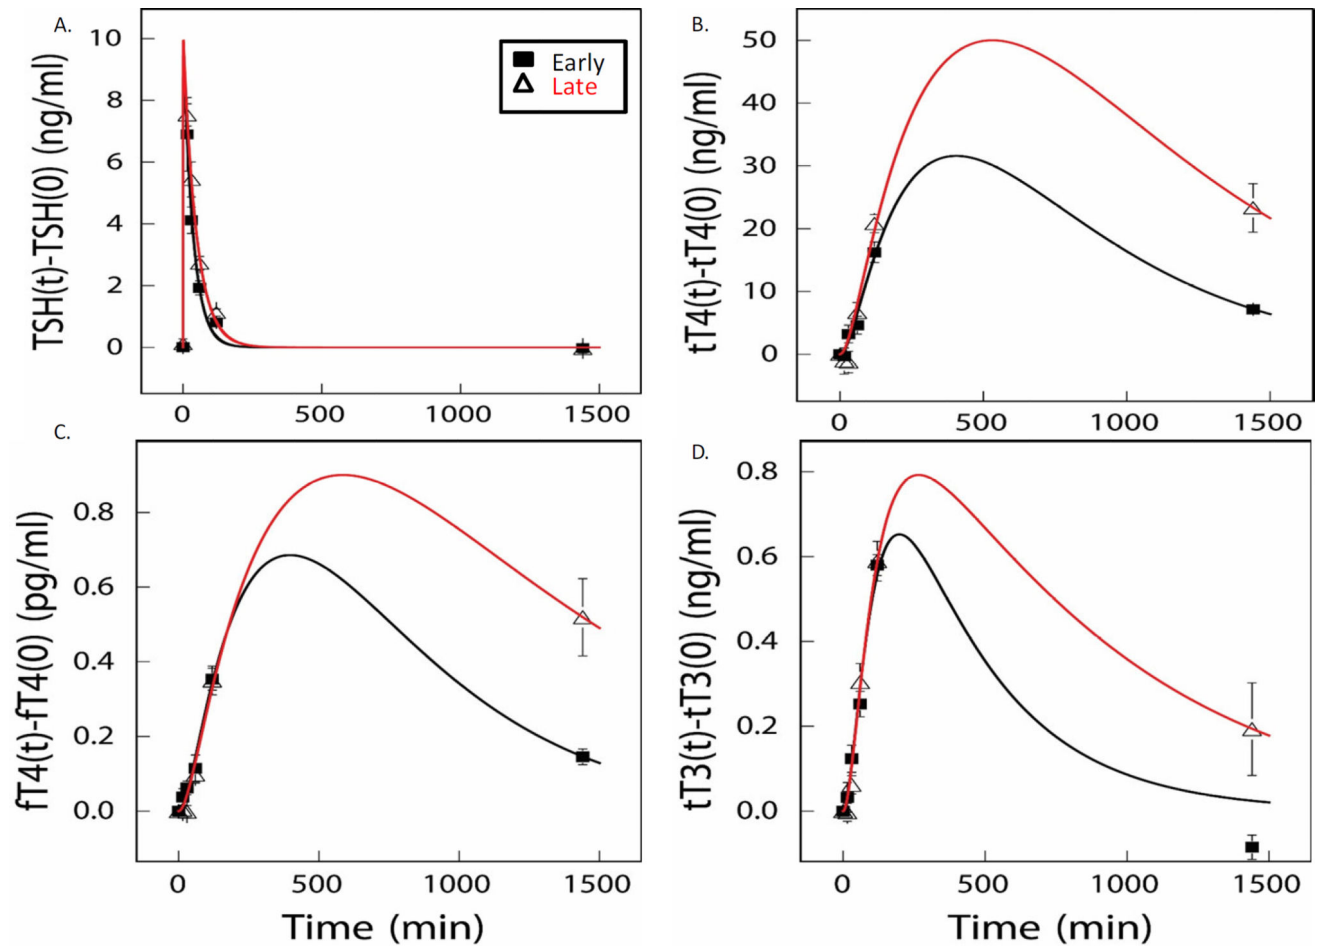 A.
TSH(t)-TSH(0) (ng/ml)
10
8
6
4
2
0
0 500 1000 1500
Early
Late
B.
tT4(t)-tT4(0) (ng/ml)
50
40
30
20
10
0
0 500 1000 1500
C.
fT4(t)-fT4(0) (pg/ml)
0.8
0.6
0.4
0.2
0.0
0 500 1000 1500
Time (min)
D.
tT3(t)-tT3(0) (ng/ml)
0.8
0.6
0.4
0.2
0.0
0 500 1000 1500
Time (min)